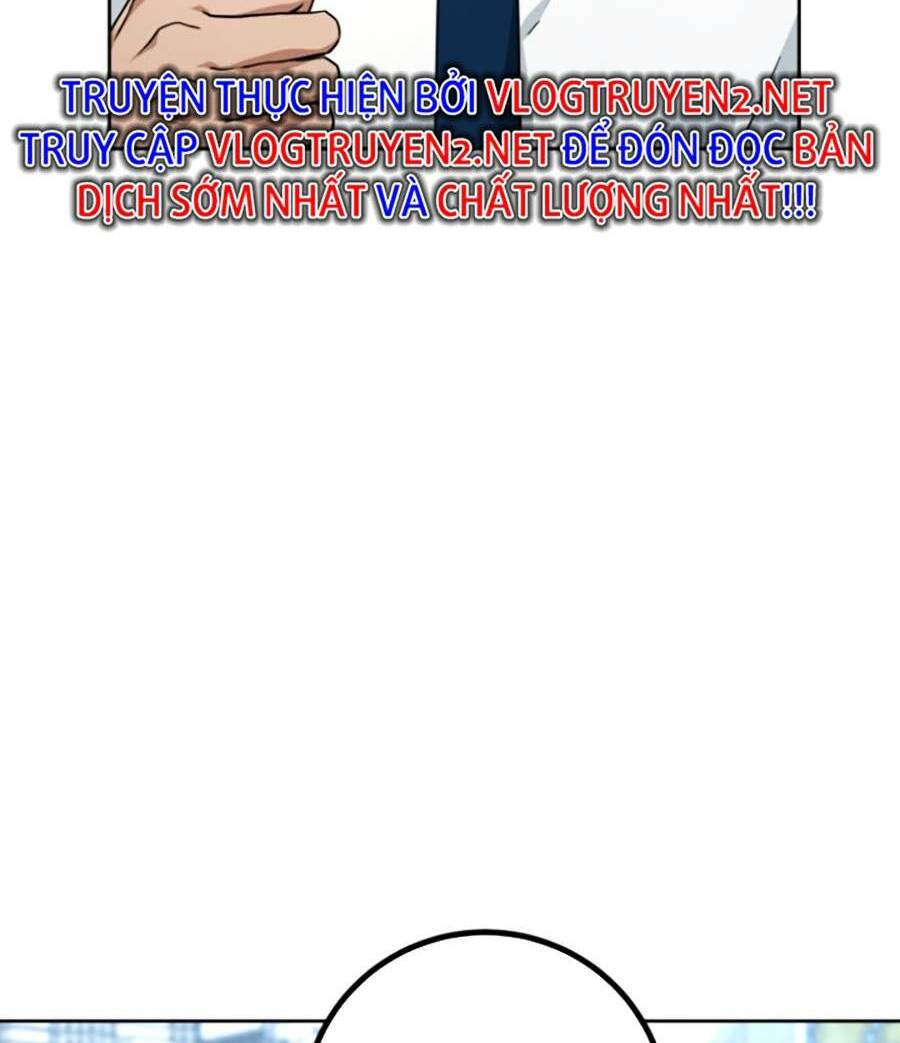 TRUYỆN THỰC HIỆN BỞI VLOGTRUYEN2.NET
TRUY CẬP VLOGTRUYEN2.NET ĐỂ ĐÓN ĐỌC BẢN
DỊCH SỚM NHẤT VÀ CHẤT LƯỢNG NHẤT!!!